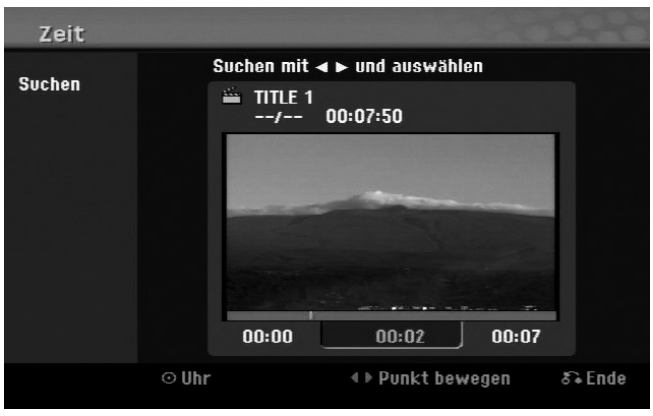 Zeit
Suchen
Suchen mit ◄ ► und auswählen
TITLE 1
--/-- 00:07:50
00:00 00:02 00:07
⊙ Uhr ◄► Punkt bewegen Ende